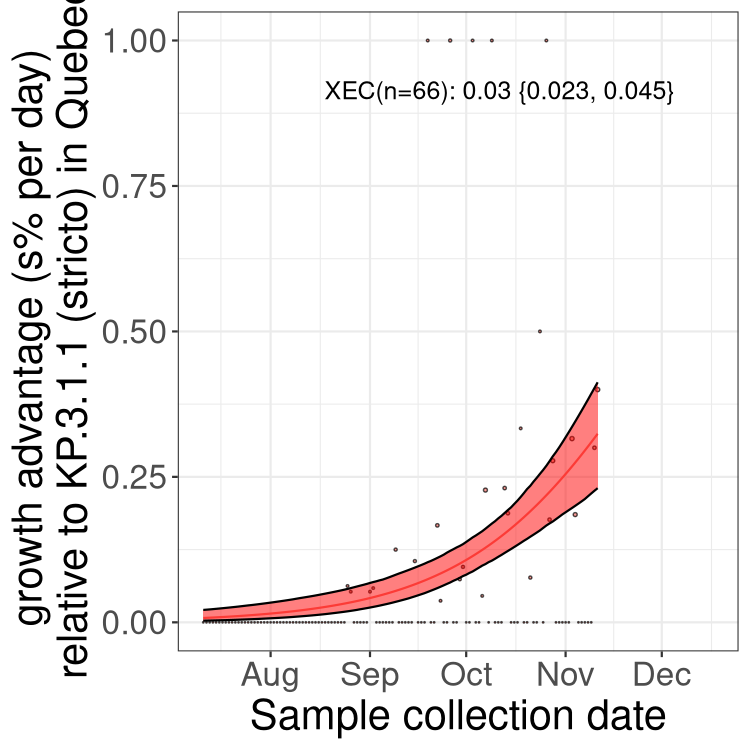 growth advantage (s% per day)
relative to KP.3.1.1 (stricto) in Quebec
1.00
0.75
0.50
0.25
0.00
XEC(n=66): 0.03 {0.023, 0.045}
Aug Sep Oct Nov Dec
Sample collection date